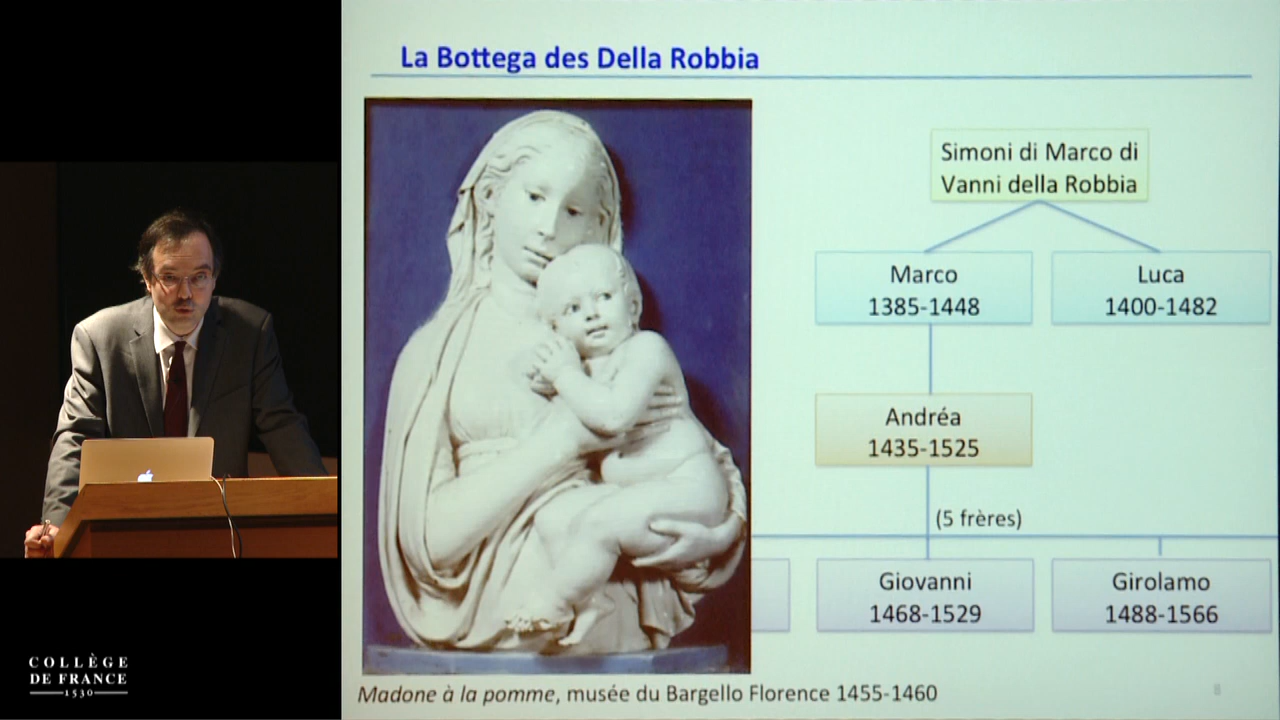 La Bottega des Della Robbia
Simoni di Marco di
Vanni della Robbia
Marco
1385-1448
Luca
1400-1482
Andréa
1435-1525
(5 frères)
Giovanni
1468-1529
Girolamo
1488-1566
Madone à la pomme, musée du Bargello Florence 1455-1460
8
COLLÈGE
DE FRANCE
1530